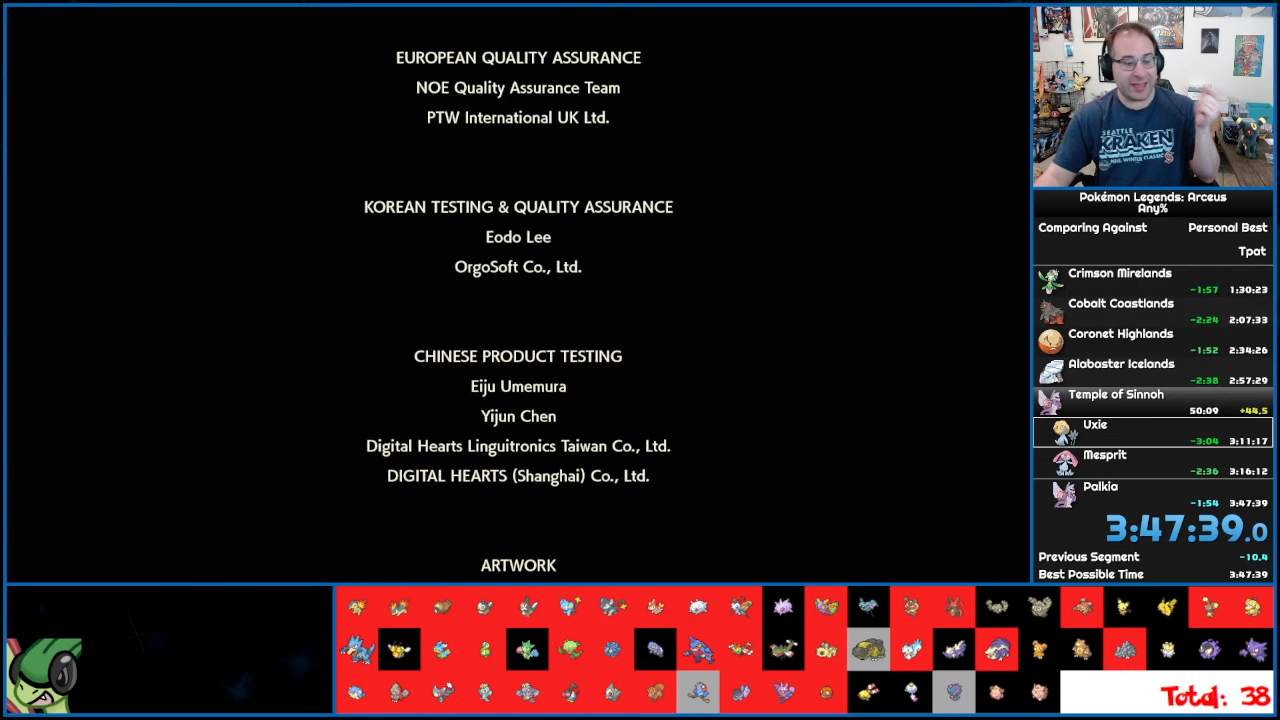 EUROPEAN QUALITY ASSURANCE
NOE Quality Assurance Team
PTW International UK Ltd.
KOREAN TESTING & QUALITY ASSURANCE
Eodo Lee
OrgoSoft Co., Ltd.
CHINESE PRODUCT TESTING
Eiju Umemura
Yijun Chen
Digital Hearts Linguitronics Taiwan Co., Ltd.
DIGITAL HEARTS (Shanghai) Co., Ltd.
ARTWORK
SEATTLE
KRAKEN
NHL WINTER CLASSIC
Pokémon Legends: Arceus
Any%
Comparing Against Personal Best
Tpat
Crimson Mirelands
-1:57 1:30:23
Cobalt Coastlands
-2:24 2:07:33
Coronet Highlands
-1:52 2:34:26
Alabaster Icelands
-2:38 2:57:29
Temple of Sinnoh
50:09 +44.5
Uxie
-3:04 3:11:17
Mesprit
-2:36 3:16:12
Palkia
-1:54 3:47:39
3:47:39.0
Previous Segment -10.4
Best Possible Time 3:47:39
Total: 38